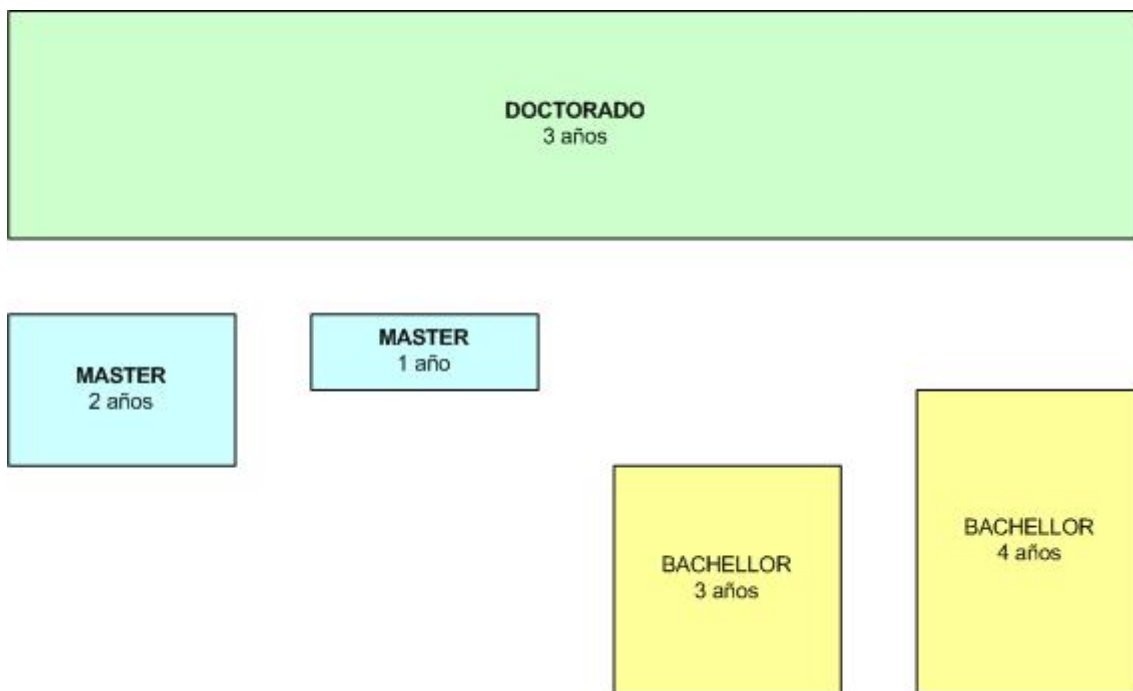 DOCTORADO
3 años
MASTER
2 años
MASTER
1 año
BACHELLOR
3 años
BACHELLOR
4 años